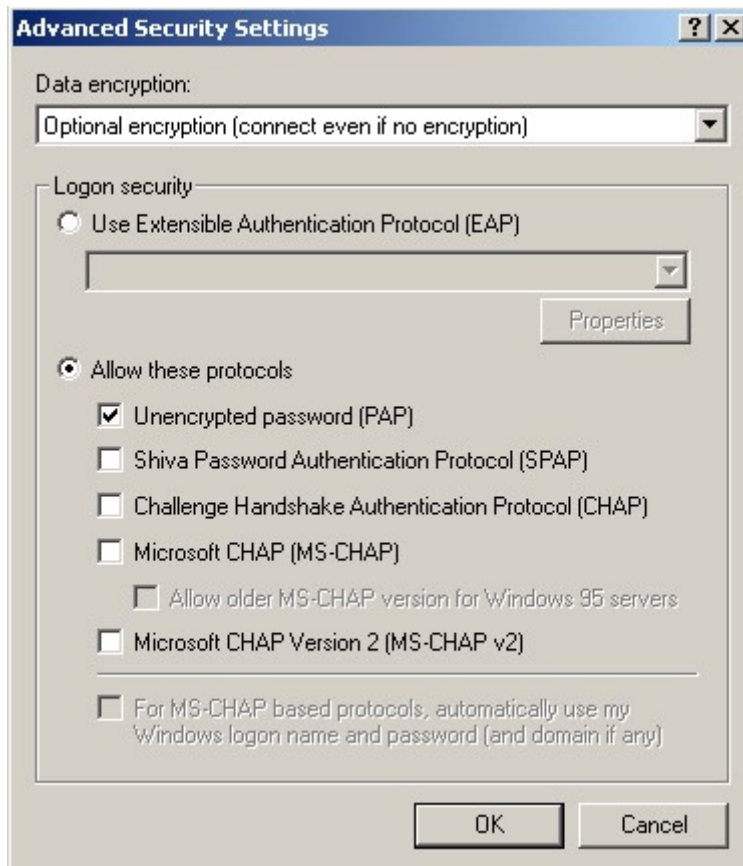 Advanced Security Settings
Data encryption:
Optional encryption (connect even if no encryption)
Logon security
Use Extensible Authentication Protocol (EAP)
Properties
Allow these protocols
Unencrypted password (PAP)
Shiva Password Authentication Protocol (SPAP)
Challenge Handshake Authentication Protocol (CHAP)
Microsoft CHAP (MS-CHAP)
Allow older MS-CHAP version for Windows 95 servers
Microsoft CHAP Version 2 (MS-CHAP v2)
For MS-CHAP based protocols, automatically use my
Windows logon name and password (and domain if any)
OK Cancel